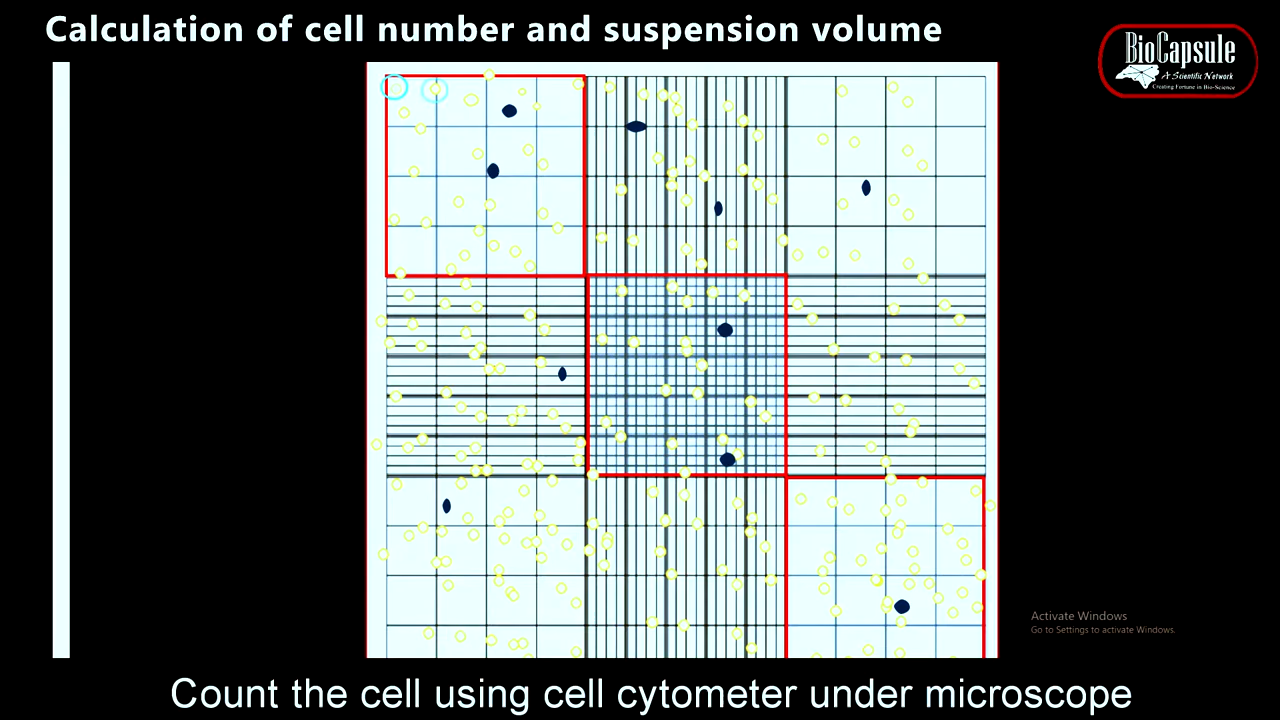 Calculation of cell number and suspension volume
BioCapsule
A Scientific Network
Creating Fortune in Bio-Science
Activate Windows
Go to Settings to activate Windows.
Count the cell using cell cytometer under microscope